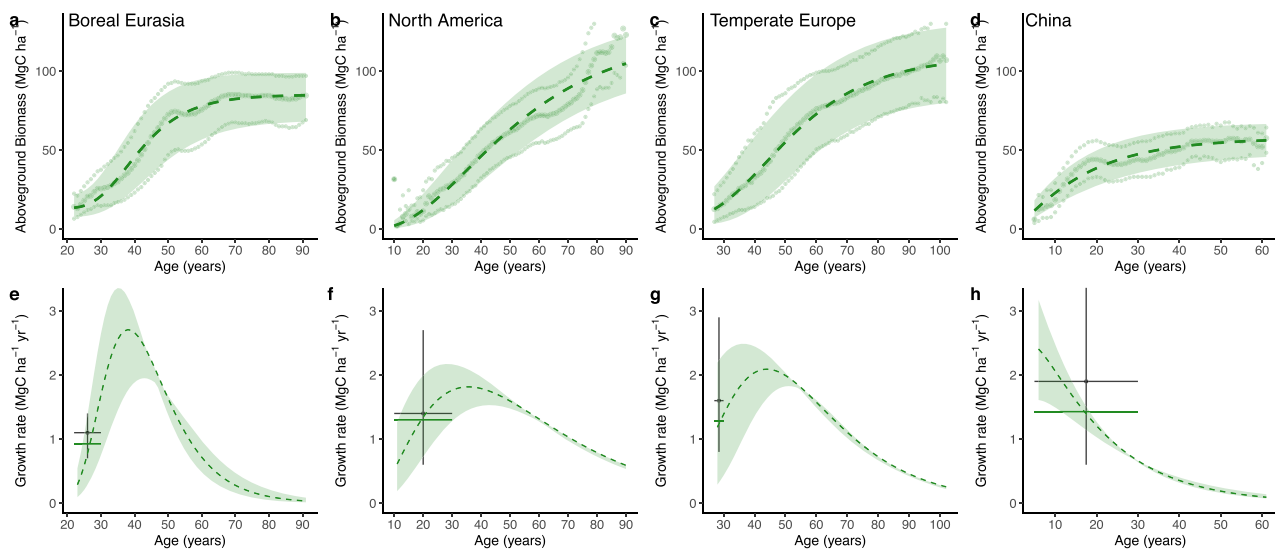 a Boreal Eurasia
Aboveground Biomass (MgC ha⁻¹)
100
50
0
20 30 40 50 60 70 80 90
Age (years)
b North America
Aboveground Biomass (MgC ha⁻¹)
100
50
0
10 20 30 40 50 60 70 80 90
Age (years)
c Temperate Europe
Aboveground Biomass (MgC ha⁻¹)
100
50
0
30 40 50 60 70 80 90 100
Age (years)
d China
Aboveground Biomass (MgC ha⁻¹)
100
50
0
10 20 30 40 50 60
Age (years)
e
Growth rate (MgC ha⁻¹ yr⁻¹)
3
2
1
0
20 30 40 50 60 70 80 90
Age (years)
f
Growth rate (MgC ha⁻¹ yr⁻¹)
3
2
1
0
10 20 30 40 50 60 70 80 90
Age (years)
g
Growth rate (MgC ha⁻¹ yr⁻¹)
3
2
1
0
30 40 50 60 70 80 90 100
Age (years)
h
Growth rate (MgC ha⁻¹ yr⁻¹)
3
2
1
0
10 20 30 40 50 60
Age (years)